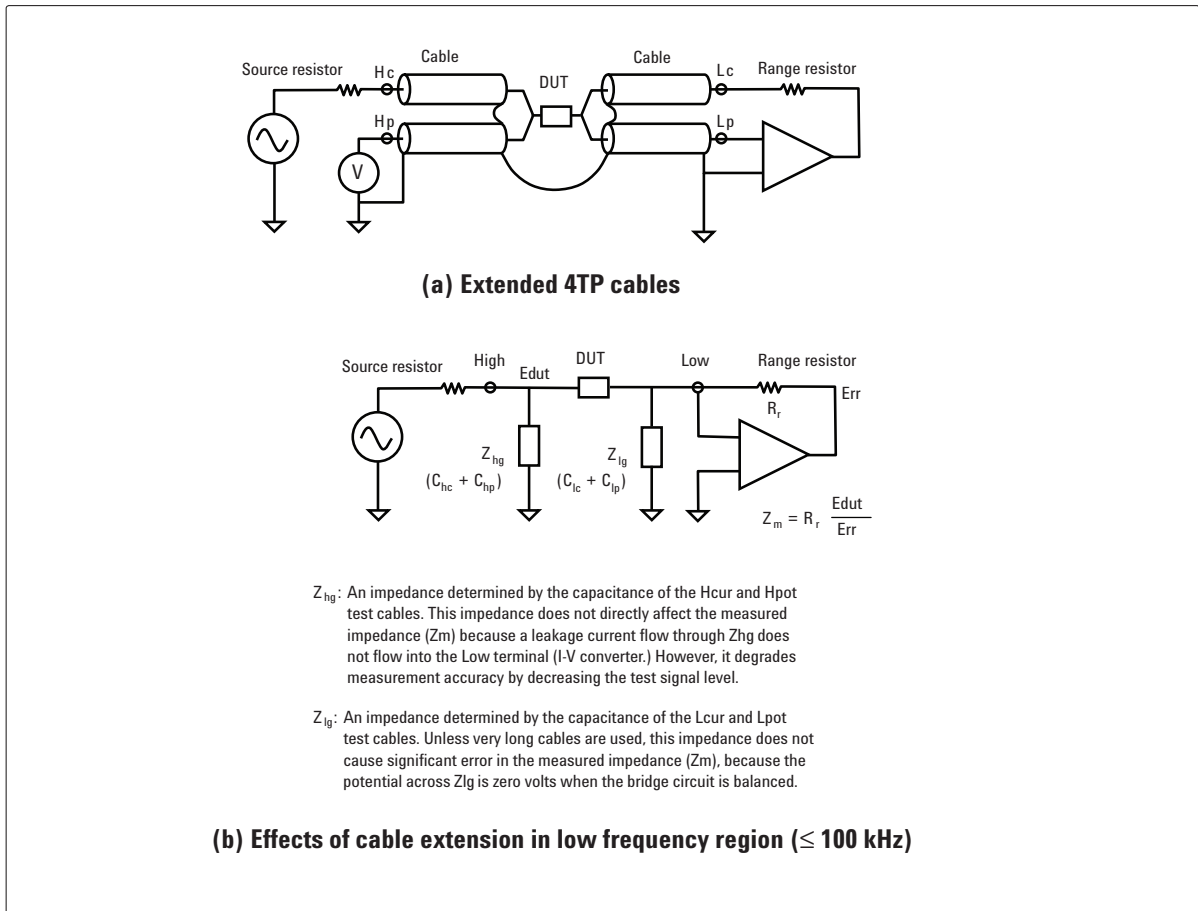 Source resistor
Hc
Cable
DUT
Cable
Lc
Range resistor
Hp
Lp
V
(a) Extended 4TP cables
Source resistor
High
Edut
DUT
Low
Range resistor
Err
Rr
Zhg
(Chc + Chp)
Zlg
(Clc + Clp)
Zm = Rr Edut
Err
Zhg: An impedance determined by the capacitance of the Hcur and Hpot
test cables. This impedance does not directly affect the measured
impedance (Zm) because a leakage current flow through Zhg does
not flow into the Low terminal (I-V converter.) However, it degrades
measurement accuracy by decreasing the test signal level.
Zlg: An impedance determined by the capacitance of the Lcur and Lpot
test cables. Unless very long cables are used, this impedance does not
cause significant error in the measured impedance (Zm), because the
potential across Zlg is zero volts when the bridge circuit is balanced.
(b) Effects of cable extension in low frequency region (≤ 100 kHz)